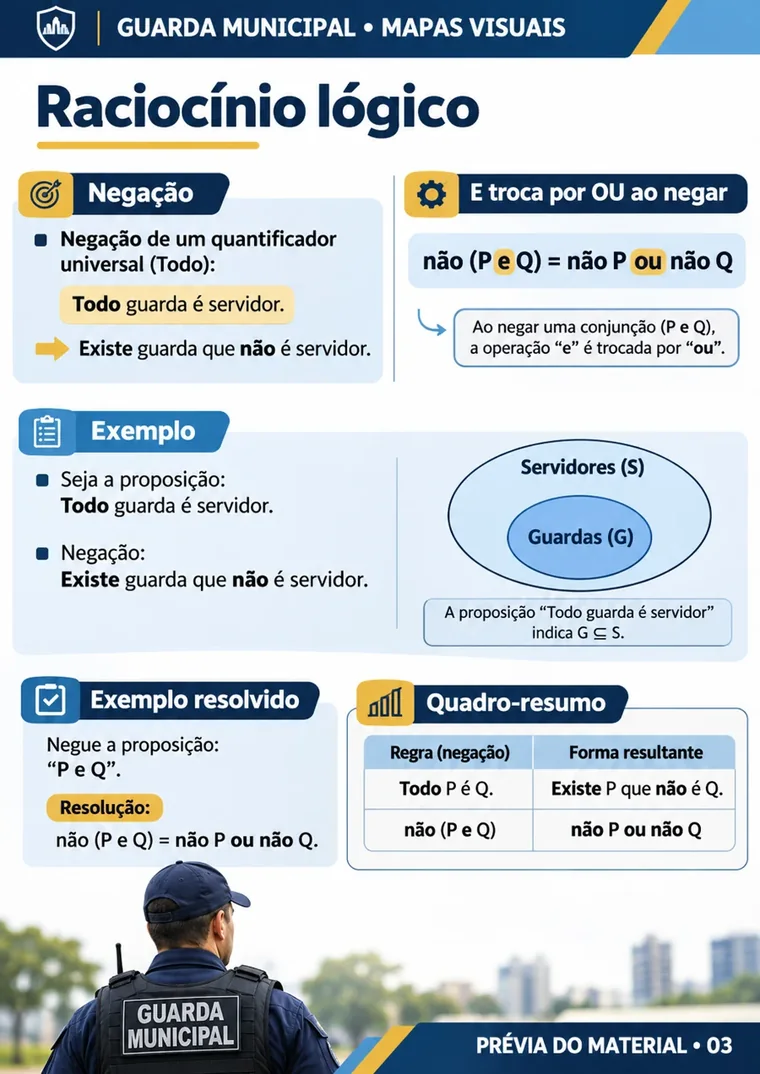 GUARDA MUNICIPAL • MAPAS VISUAIS
Raciocínio lógico
Negação
Negação de um quantificador
universal (Todo):
Todo guarda é servidor.
Existe guarda que não é servidor.
E troca por OU ao negar
não (P e Q) = não P ou não Q
Ao negar uma conjunção (P e Q),
a operação “e” é trocada por “ou”.
Exemplo
Seja a proposição:
Todo guarda é servidor.
Negação:
Existe guarda que não é servidor.
Servidores (S)
Guardas (G)
A proposição “Todo guarda é servidor”
indica G ⊆ S.
Exemplo resolvido
Negue a proposição:
“P e Q”.
Resolução:
não (P e Q) = não P ou não Q.
Quadro-resumo
Regra (negação) Forma resultante
Todo P é Q. Existe P que não é Q.
não (P e Q) não P ou não Q
GUARDA
MUNICIPAL
PRÉVIA DO MATERIAL • 03